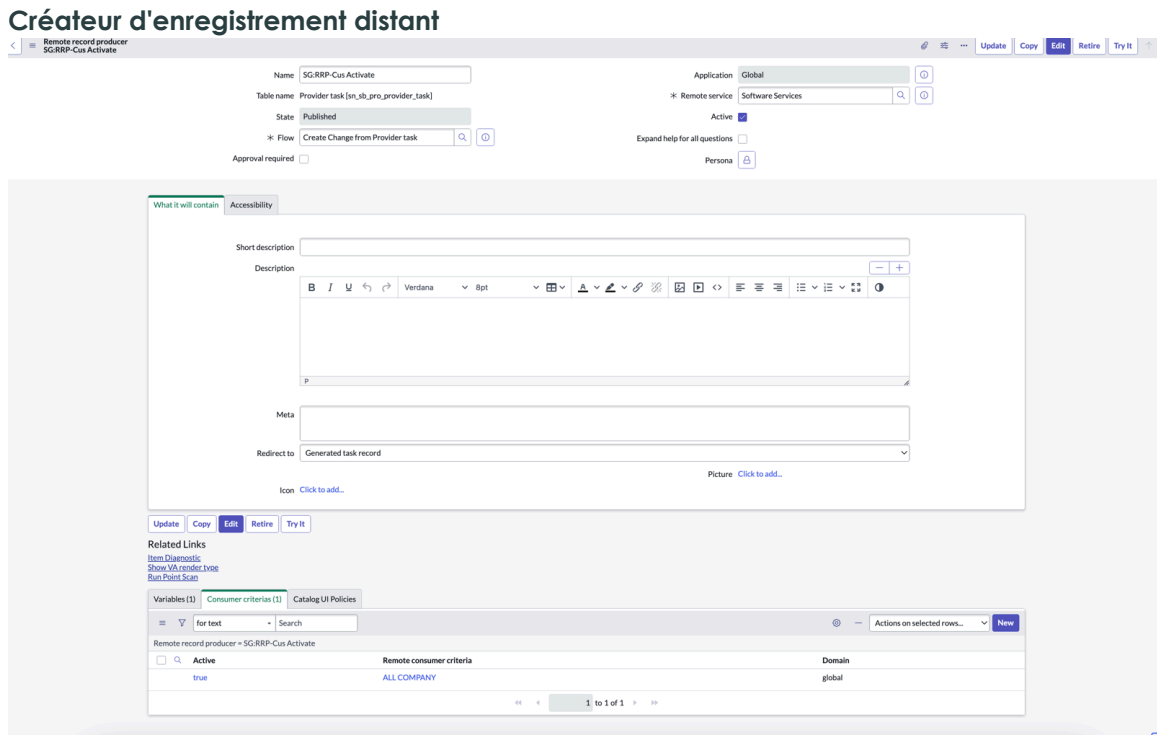 Créateur d'enregistrement distant
Remote record producer
SG:RRP-Cus Activate
Update Copy Edit Retire Try It
Name SG:RRP-Cus Activate
Application Global
Table name Provider task [sn_sb_pro_provider_task]
* Remote service Software Services
State Published
Active
* Flow Create Change from Provider task
Expand help for all questions
Approval required
Persona
What it will contain Accessibility
Short description
Description
B I U Verdana 8pt A
P
Meta
Redirect to Generated task record
Picture Click to add...
Icon Click to add...
Update Copy Edit Retire Try It
Related Links
Item Diagnostic
Show VA render type
Run Point Scan
Variables (1) Consumer criterias (1) Catalog UI Policies
for text Search Actions on selected rows... New
Remote record producer = SG:RRP-Cus Activate
Active Remote consumer criteria Domain
true ALL COMPANY global
1 to 1 of 1